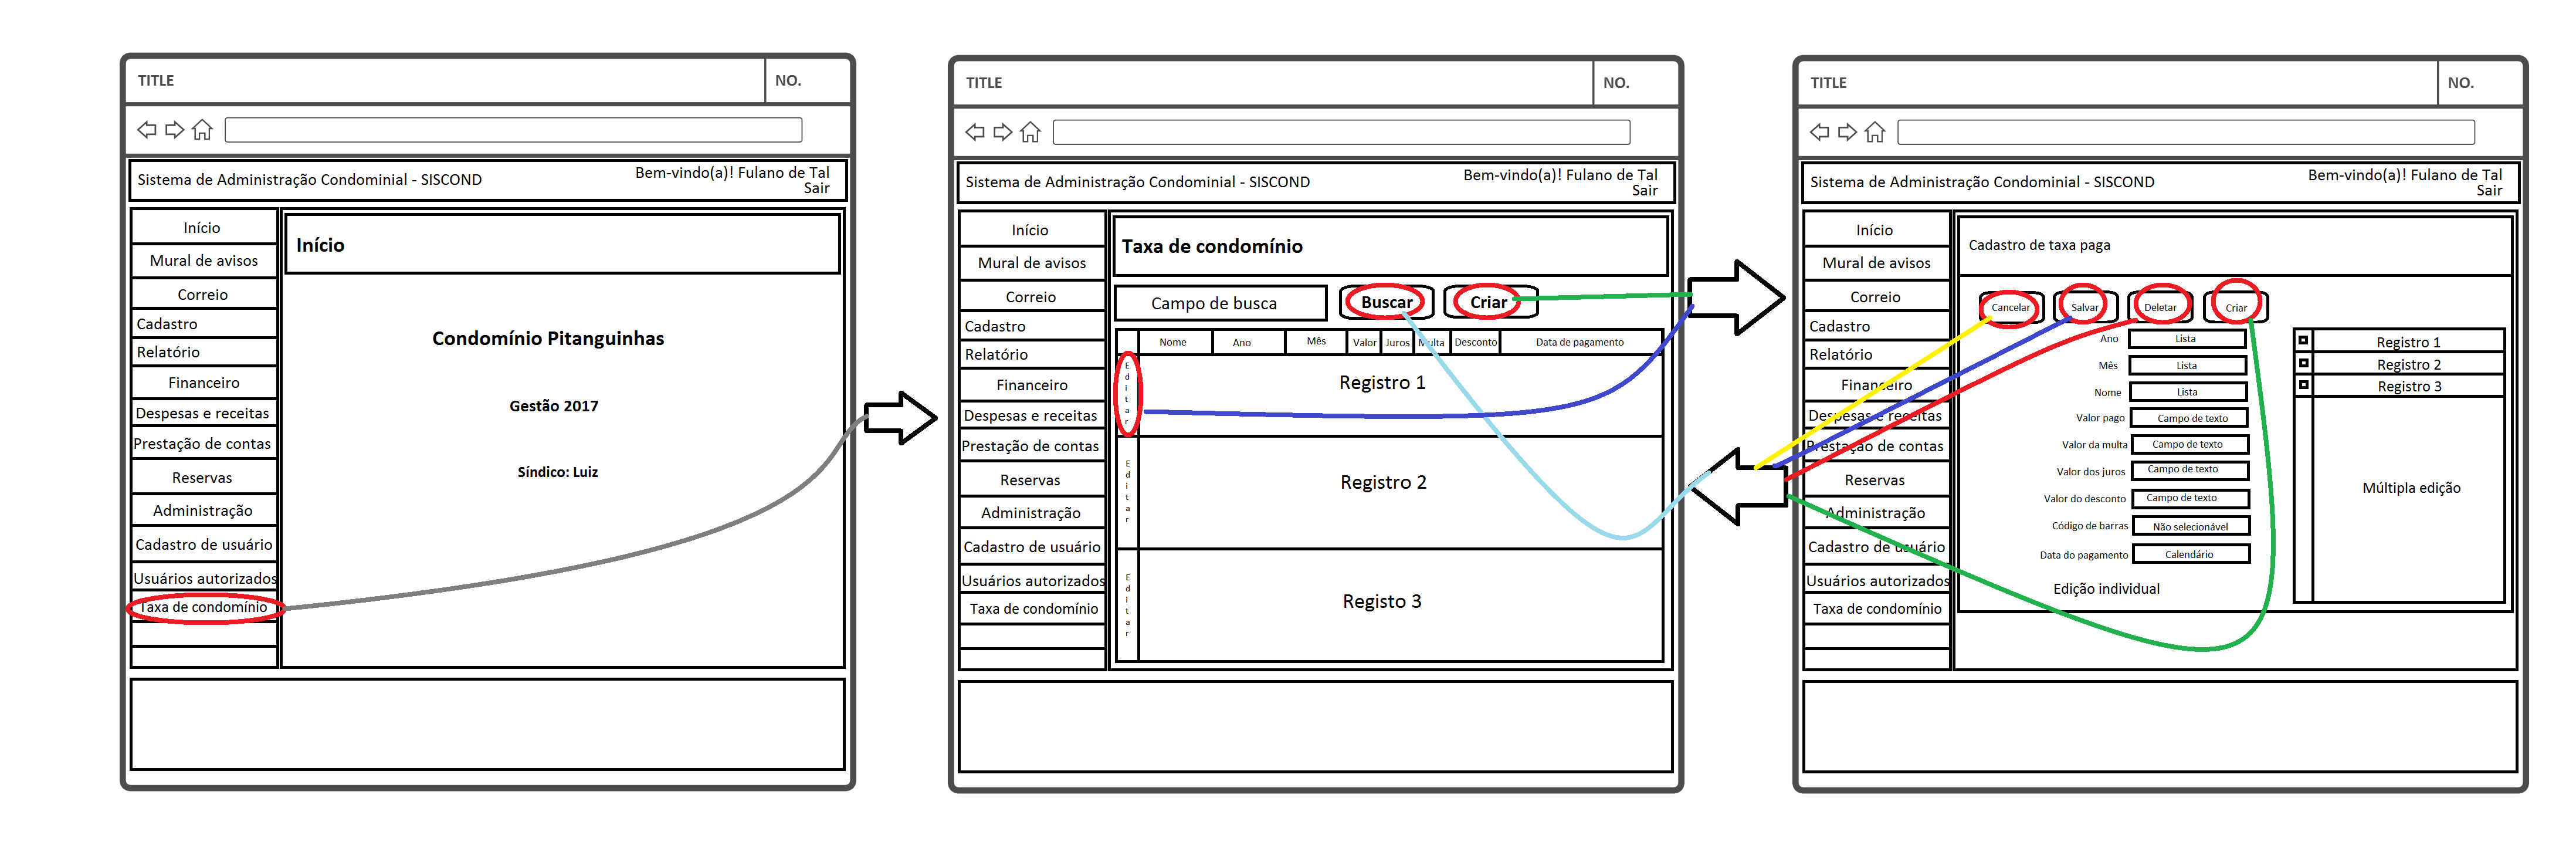 TITLE
NO.
Sistema de Administração Condominial - SISCOND
Bem-vindo(a)! Fulano de Tal
Sair
Início
Mural de avisos
Correio
Cadastro
Relatório
Financeiro
Despesas e receitas
Prestação de contas
Reservas
Administração
Cadastro de usuário
Usuários autorizados
Taxa de condomínio
Início
Condomínio Pitanguinhas
Gestão 2017
Síndico: Luiz
TITLE
NO.
Sistema de Administração Condominial - SISCOND
Bem-vindo(a)! Fulano de Tal
Sair
Início
Mural de avisos
Correio
Cadastro
Relatório
Financeiro
Despesas e receitas
Prestação de contas
Reservas
Administração
Cadastro de usuário
Usuários autorizados
Taxa de condomínio
Taxa de condomínio
Campo de busca
Buscar
Criar
Nome Ano Mês Valor Juros Multa Desconto Data de pagamento
Editar
Registro 1
Editar
Registro 2
Editar
Registo 3
TITLE
NO.
Sistema de Administração Condominial - SISCOND
Bem-vindo(a)! Fulano de Tal
Sair
Início
Mural de avisos
Correio
Cadastro
Relatório
Financeiro
Despesas e receitas
Prestação de contas
Reservas
Administração
Cadastro de usuário
Usuários autorizados
Taxa de condomínio
Cadastro de taxa paga
Cancelar
Salvar
Deletar
Criar
Ano Lista
Mês Lista
Nome Lista
Valor pago Campo de texto
Valor da multa Campo de texto
Valor dos juros Campo de texto
Valor do desconto Campo de texto
Código de barras Não selecionável
Data do pagamento Calendário
Edição individual
Registro 1
Registro 2
Registro 3
Múltipla edição